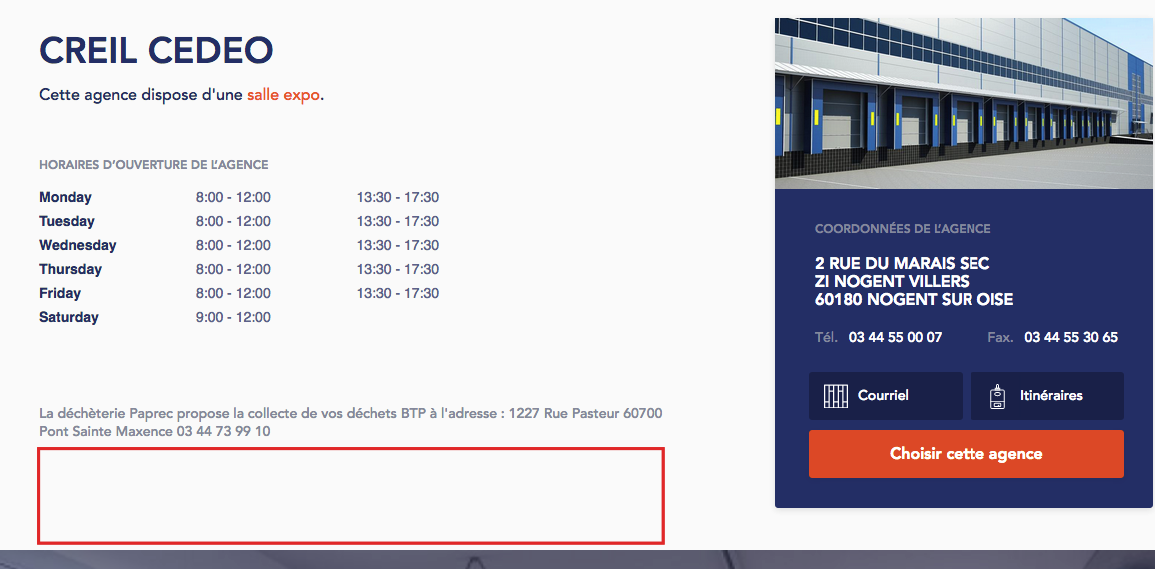 CREIL CEDEO
Cette agence dispose d'une salle expo.
HORAIRES D'OUVERTURE DE L'AGENCE
Monday 8:00 - 12:00 13:30 - 17:30
Tuesday 8:00 - 12:00 13:30 - 17:30
Wednesday 8:00 - 12:00 13:30 - 17:30
Thursday 8:00 - 12:00 13:30 - 17:30
Friday 8:00 - 12:00 13:30 - 17:30
Saturday 9:00 - 12:00
La déchèterie Paprec propose la collecte de vos déchets BTP à l'adresse : 1227 Rue Pasteur 60700
Pont Sainte Maxence 03 44 73 99 10
COORDONNÉES DE L'AGENCE
2 RUE DU MARAIS SEC
ZI NOGENT VILLERS
60180 NOGENT SUR OISE
Tél. 03 44 55 00 07 Fax. 03 44 55 30 65
Courriel Itinéraires
Choisir cette agence